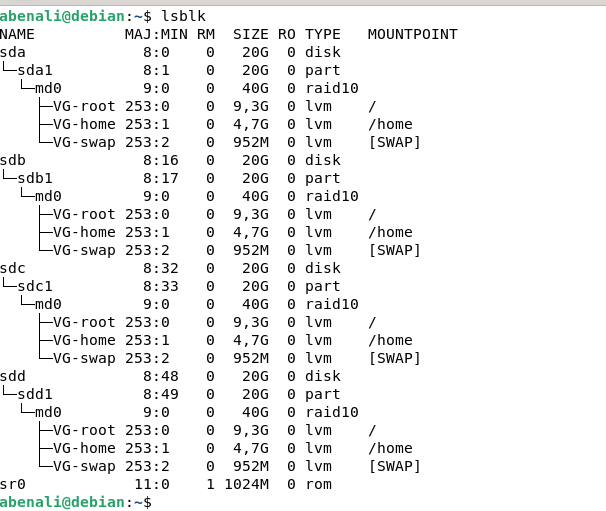 abenali@debian:~$ lsblk
NAME          MAJ:MIN RM  SIZE RO TYPE   MOUNTPOINT
sda             8:0    0   20G  0 disk
└─sda1          8:1    0   20G  0 part
  └─md0         9:0    0   40G  0 raid10
    ├─VG-root 253:0    0  9,3G  0 lvm    /
    ├─VG-home 253:1    0  4,7G  0 lvm    /home
    └─VG-swap 253:2    0  952M  0 lvm    [SWAP]
sdb             8:16   0   20G  0 disk
└─sdb1          8:17   0   20G  0 part
  └─md0         9:0    0   40G  0 raid10
    ├─VG-root 253:0    0  9,3G  0 lvm    /
    ├─VG-home 253:1    0  4,7G  0 lvm    /home
    └─VG-swap 253:2    0  952M  0 lvm    [SWAP]
sdc             8:32   0   20G  0 disk
└─sdc1          8:33   0   20G  0 part
  └─md0         9:0    0   40G  0 raid10
    ├─VG-root 253:0    0  9,3G  0 lvm    /
    ├─VG-home 253:1    0  4,7G  0 lvm    /home
    └─VG-swap 253:2    0  952M  0 lvm    [SWAP]
sdd             8:48   0   20G  0 disk
└─sdd1          8:49   0   20G  0 part
  └─md0         9:0    0   40G  0 raid10
    ├─VG-root 253:0    0  9,3G  0 lvm    /
    ├─VG-home 253:1    0  4,7G  0 lvm    /home
    └─VG-swap 253:2    0  952M  0 lvm    [SWAP]
sr0            11:0    1 1024M  0 rom
abenali@debian:~$